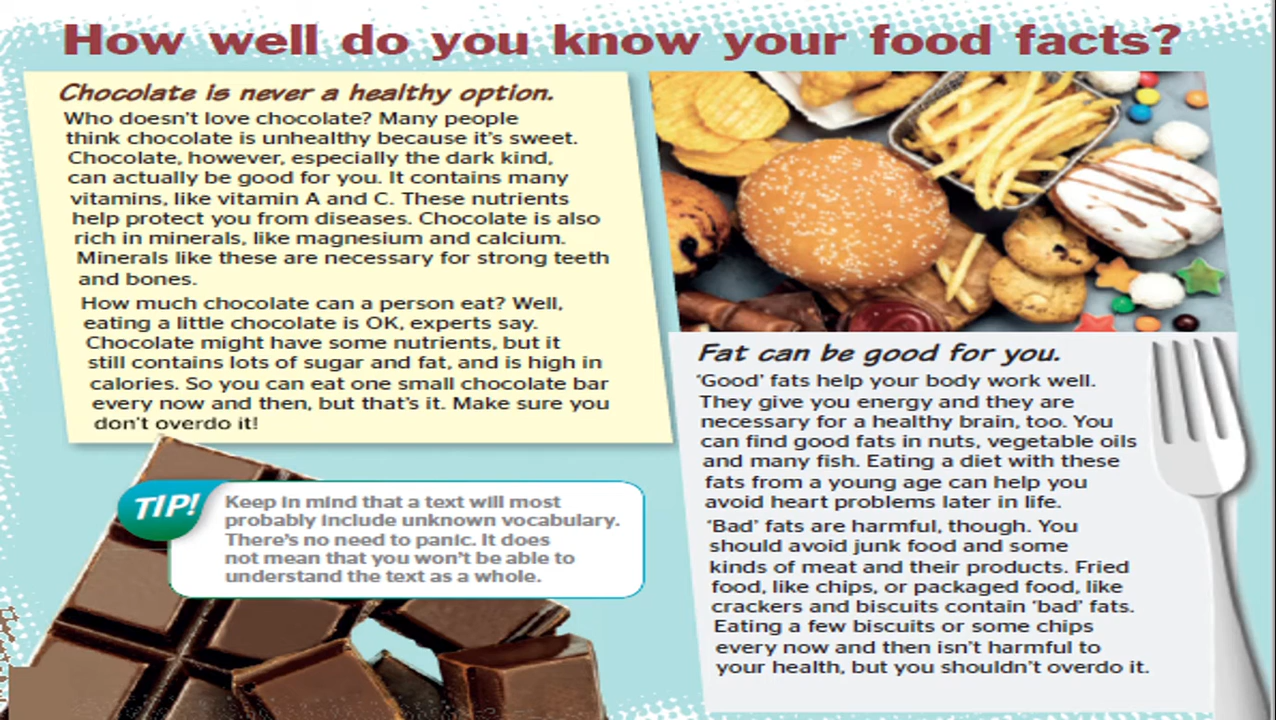 How well do you know your food facts?
Chocolate is never a healthy option.
Who doesn't love chocolate? Many people
think chocolate is unhealthy because it's sweet.
Chocolate, however, especially the dark kind,
can actually be good for you. It contains many
vitamins, like vitamin A and C. These nutrients
help protect you from diseases. Chocolate is also
rich in minerals, like magnesium and calcium.
Minerals like these are necessary for strong teeth
and bones.
How much chocolate can a person eat? Well,
eating a little chocolate is OK, experts say.
Chocolate might have some nutrients, but it
still contains lots of sugar and fat, and is high in
calories. So you can eat one small chocolate bar
every now and then, but that's it. Make sure you
don't overdo it!
TIP!
Keep in mind that a text will most
probably include unknown vocabulary.
There's no need to panic. It does
not mean that you won't be able to
understand the text as a whole.
Fat can be good for you.
'Good' fats help your body work well.
They give you energy and they are
necessary for a healthy brain, too. You
can find good fats in nuts, vegetable oils
and many fish. Eating a diet with these
fats from a young age can help you
avoid heart problems later in life.
'Bad' fats are harmful, though. You
should avoid junk food and some
kinds of meat and their products. Fried
food, like chips, or packaged food, like
crackers and biscuits contain 'bad' fats.
Eating a few biscuits or some chips
every now and then isn't harmful to
your health, but you shouldn't overdo it.